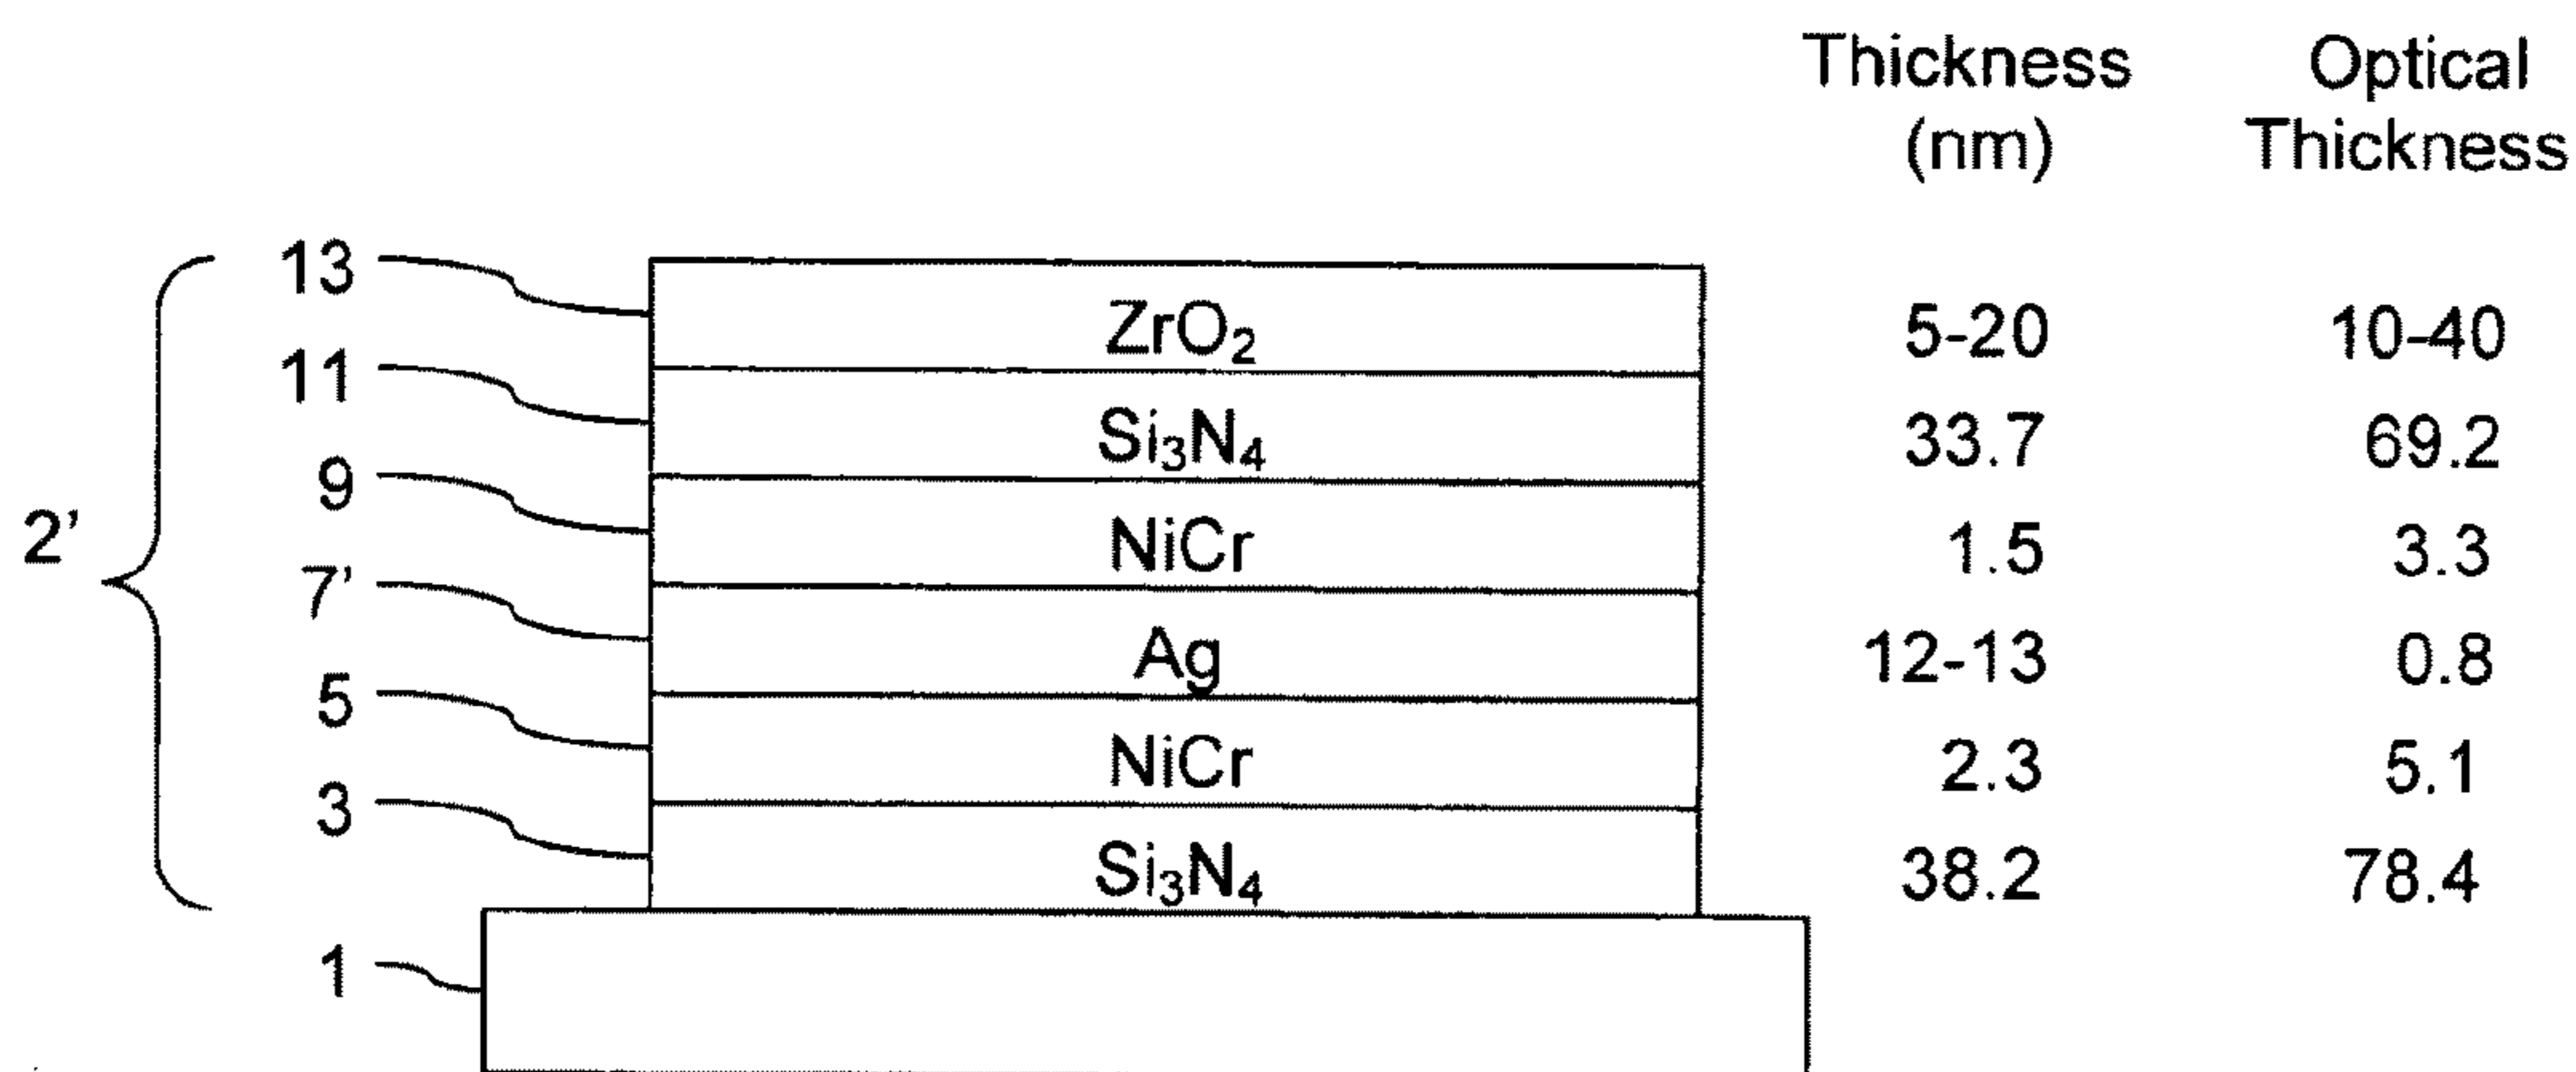 Thickness Optical
(nm) Thickness
13 ZrO₂ 5-20 10-40
11 Si₃N₄ 33.7 69.2
9 NiCr 1.5 3.3
2’
7’ Ag 12-13 0.8
5 NiCr 2.3 5.1
3 Si₃N₄ 38.2 78.4
1